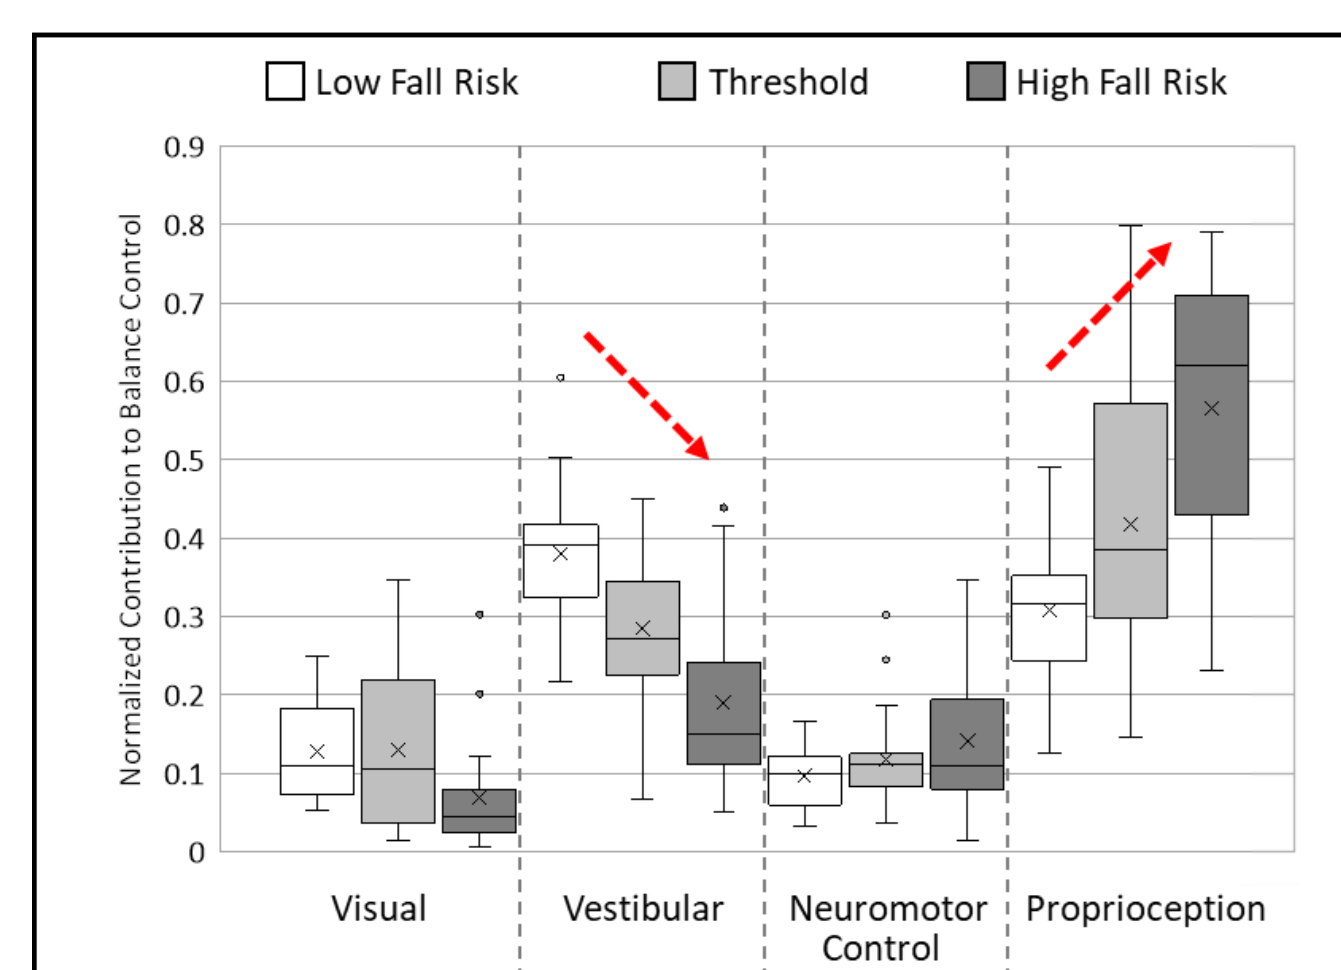 Low Fall Risk
Threshold
High Fall Risk
Normalized Contribution to Balance Control
0.9
0.8
0.7
0.6
0.5
0.4
0.3
0.2
0.1
0
Visual
Vestibular
Neuromotor
Control
Proprioception